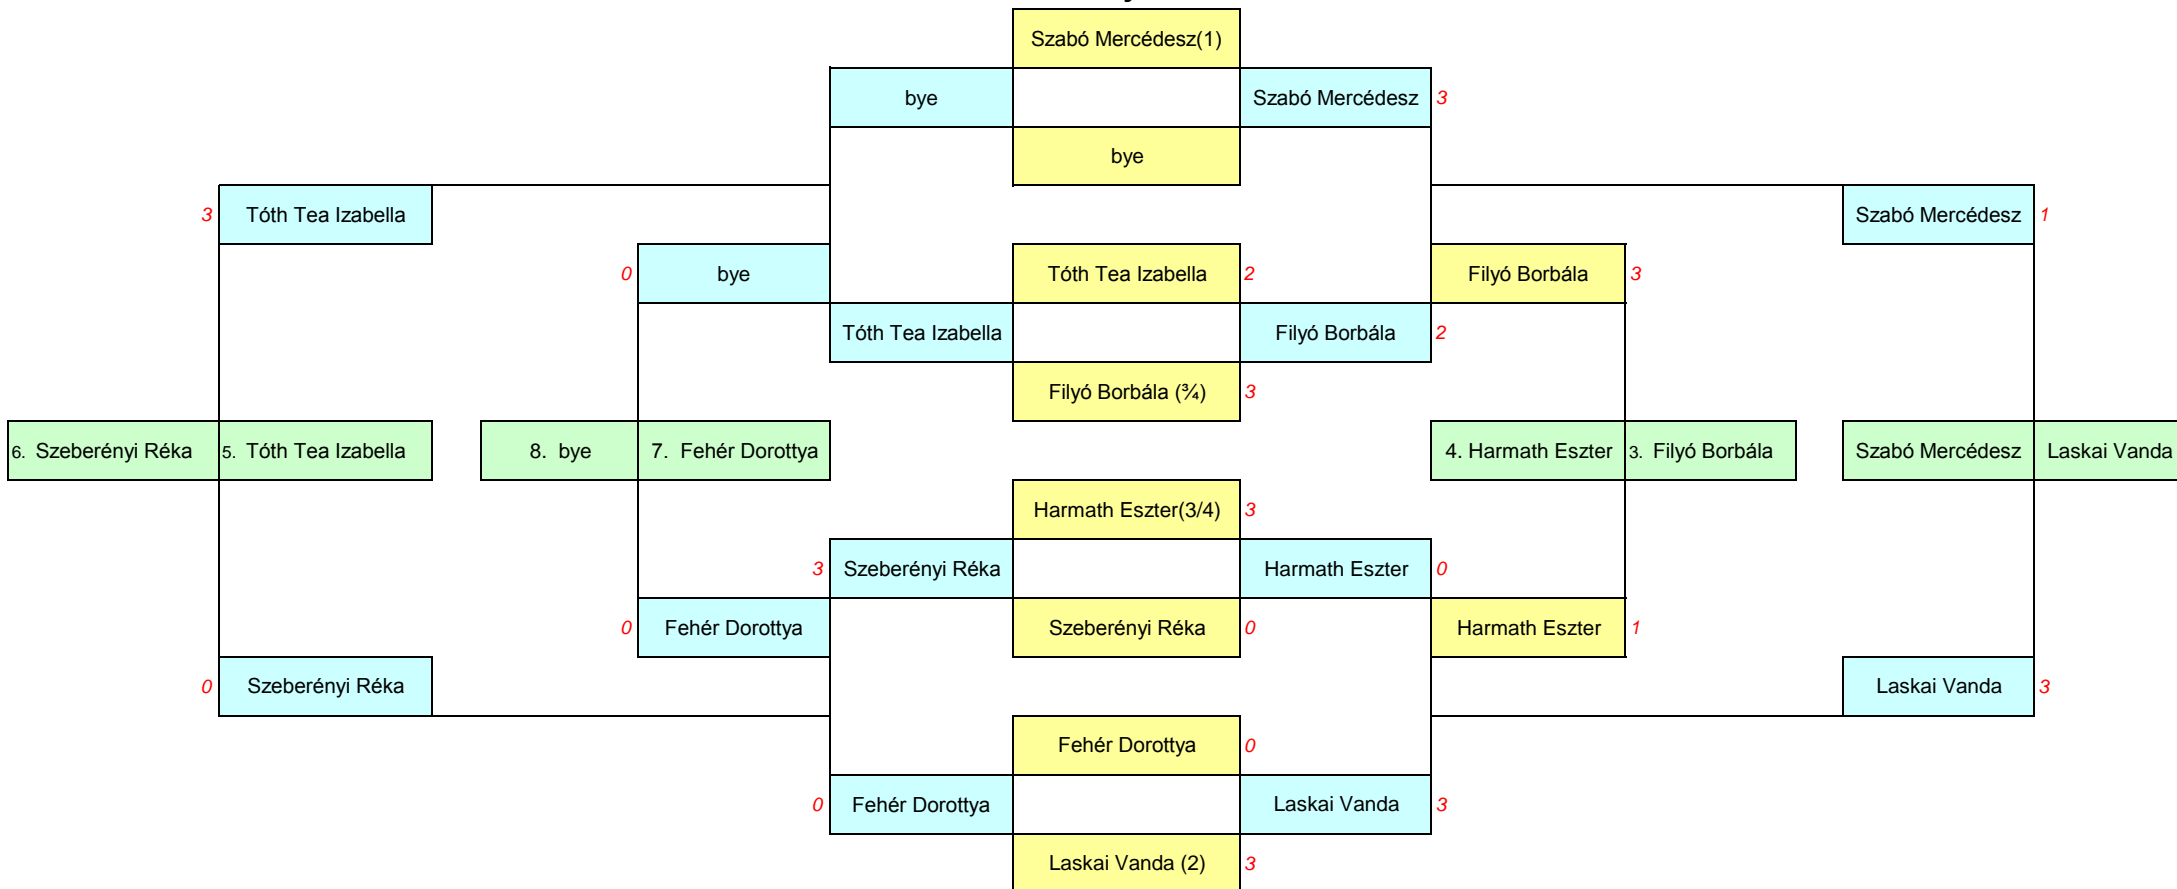 Szabó Mercédesz(1)
bye
Szabó Mercédesz 3
bye
3 Tóth Tea Izabella
Szabó Mercédesz 1
0 bye
Tóth Tea Izabella 2
Filyó Borbála 3
Tóth Tea Izabella
Filyó Borbála 2
Filyó Borbála (¾) 3
6. Szeberényi Réka
5. Tóth Tea Izabella
8. bye
7. Fehér Dorottya
4. Harmath Eszter
3. Filyó Borbála
Szabó Mercédesz
Laskai Vanda
Harmath Eszter(3/4) 3
3 Szeberényi Réka
Harmath Eszter 0
0 Fehér Dorottya
Szeberényi Réka 0
Harmath Eszter 1
0 Szeberényi Réka
Laskai Vanda 3
Fehér Dorottya 0
0 Fehér Dorottya
Laskai Vanda 3
Laskai Vanda (2) 3